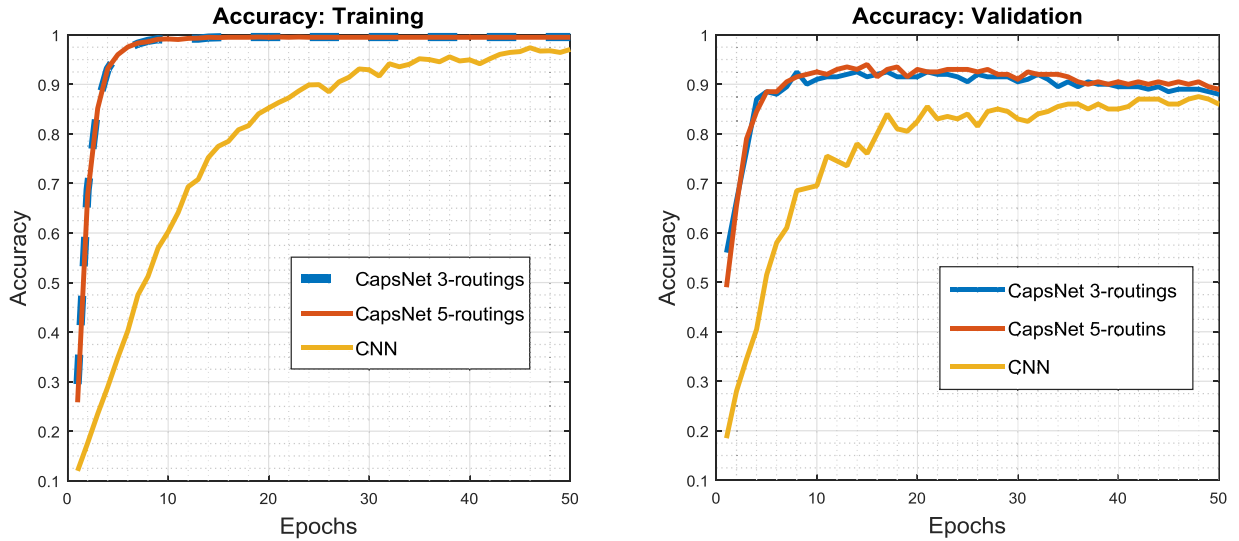 Accuracy: Training
1
0.9
0.8
0.7
0.6
0.5
0.4
0.3
0.2
0.1
0
10
20
30
40
50
Accuracy
Epochs
CapsNet 3-routings
CapsNet 5-routings
CNN
Accuracy: Validation
1
0.9
0.8
0.7
0.6
0.5
0.4
0.3
0.2
0.1
0
10
20
30
40
50
Accuracy
Epochs
CapsNet 3-routings
CapsNet 5-routins
CNN